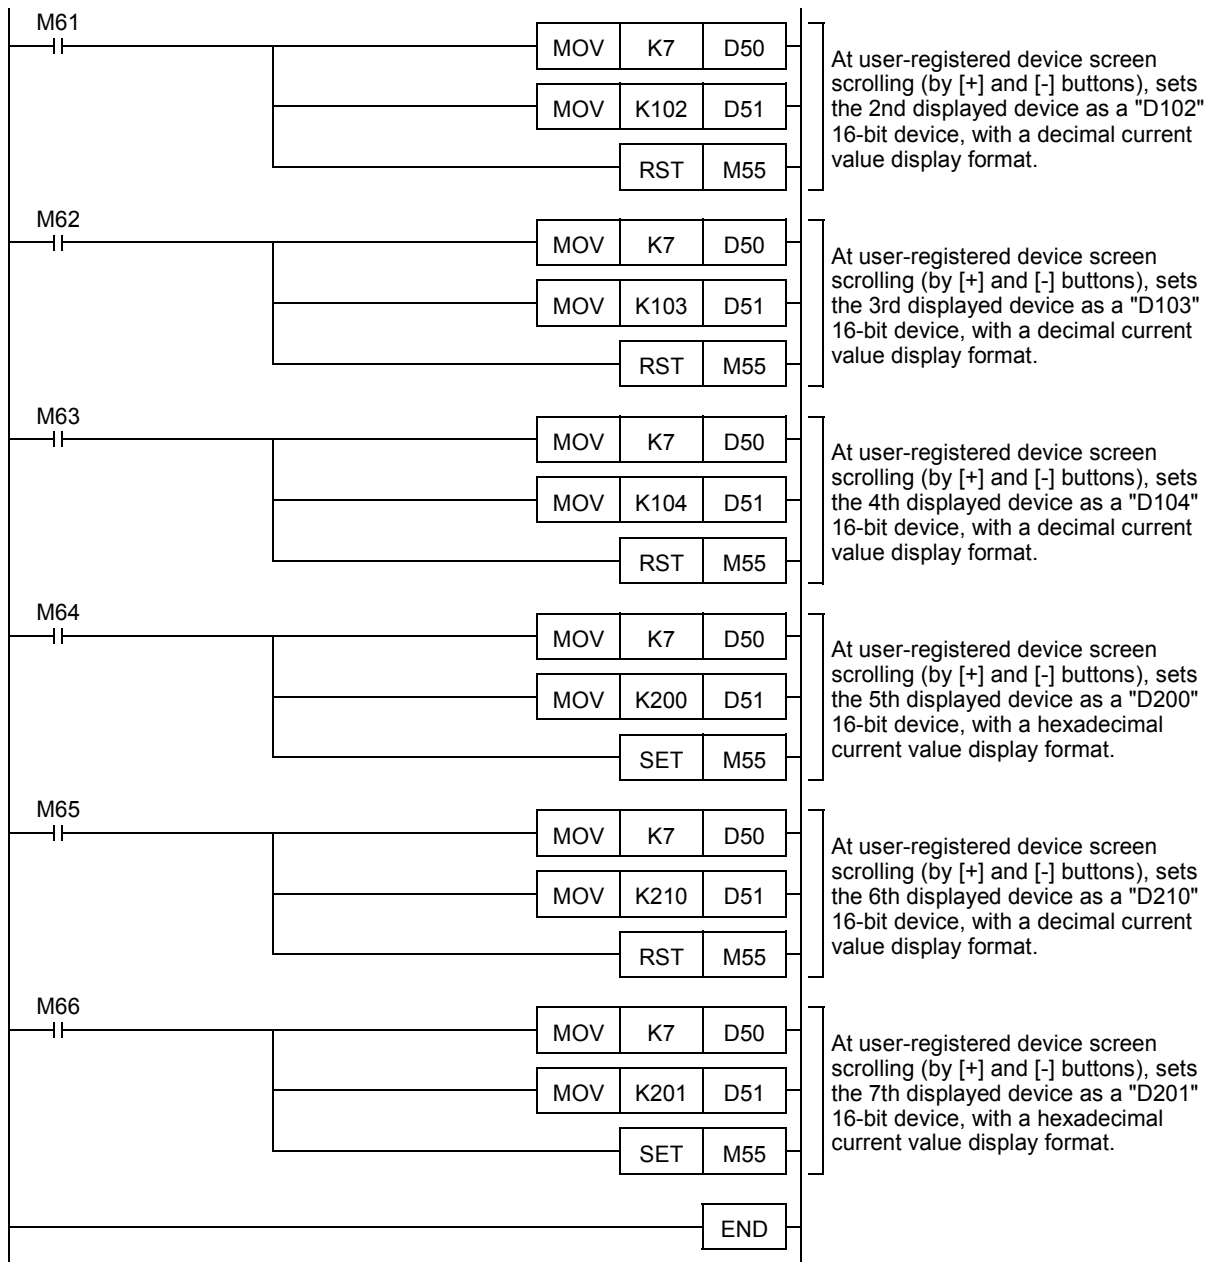 M61
MOV K7 D50
MOV K102 D51
RST M55
At user-registered device screen
scrolling (by [+] and [-] buttons), sets
the 2nd displayed device as a "D102"
16-bit device, with a decimal current
value display format.
M62
MOV K7 D50
MOV K103 D51
RST M55
At user-registered device screen
scrolling (by [+] and [-] buttons), sets
the 3rd displayed device as a "D103"
16-bit device, with a decimal current
value display format.
M63
MOV K7 D50
MOV K104 D51
RST M55
At user-registered device screen
scrolling (by [+] and [-] buttons), sets
the 4th displayed device as a "D104"
16-bit device, with a decimal current
value display format.
M64
MOV K7 D50
MOV K200 D51
SET M55
At user-registered device screen
scrolling (by [+] and [-] buttons), sets
the 5th displayed device as a "D200"
16-bit device, with a hexadecimal
current value display format.
M65
MOV K7 D50
MOV K210 D51
RST M55
At user-registered device screen
scrolling (by [+] and [-] buttons), sets
the 6th displayed device as a "D210"
16-bit device, with a decimal current
value display format.
M66
MOV K7 D50
MOV K201 D51
SET M55
At user-registered device screen
scrolling (by [+] and [-] buttons), sets
the 7th displayed device as a "D201"
16-bit device, with a hexadecimal
current value display format.
END